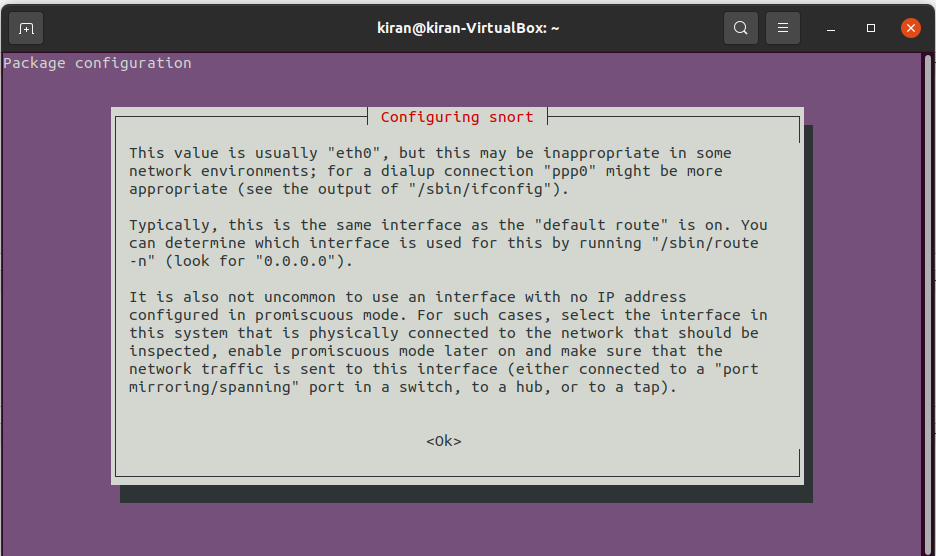 kiran@kiran-VirtualBox: ~
Package configuration
Configuring snort
This value is usually "eth0", but this may be inappropriate in some
network environments; for a dialup connection "ppp0" might be more
appropriate (see the output of "/sbin/ifconfig").
Typically, this is the same interface as the "default route" is on. You
can determine which interface is used for this by running "/sbin/route
-n" (look for "0.0.0.0").
It is also not uncommon to use an interface with no IP address
configured in promiscuous mode. For such cases, select the interface in
this system that is physically connected to the network that should be
inspected, enable promiscuous mode later on and make sure that the
network traffic is sent to this interface (either connected to a "port
mirroring/spanning" port in a switch, to a hub, or to a tap).
<Ok>